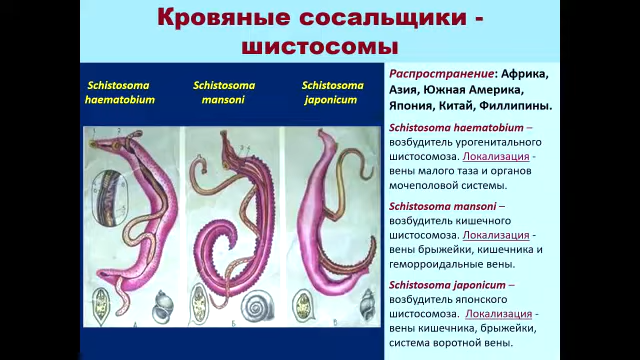 Кровяные сосальщики -
шистосомы
Schistosoma
haematobium
Schistosoma
mansoni
Schistosoma
japonicum
Распространение: Африка,
Азия, Южная Америка,
Япония, Китай, Филлипины.
Schistosoma haematobium –
возбудитель урогенитального
шистосомоза. Локализация -
вены малого таза и органов
мочеполовой системы.
Schistosoma mansoni –
возбудитель кишечного
шистосомоза. Локализация -
вены брыжейки, кишечника и
геморроидальные вены.
Schistosoma japonicum –
возбудитель японского
шистосомоза. Локализация -
вены кишечника, брыжейки,
система воротной вены.